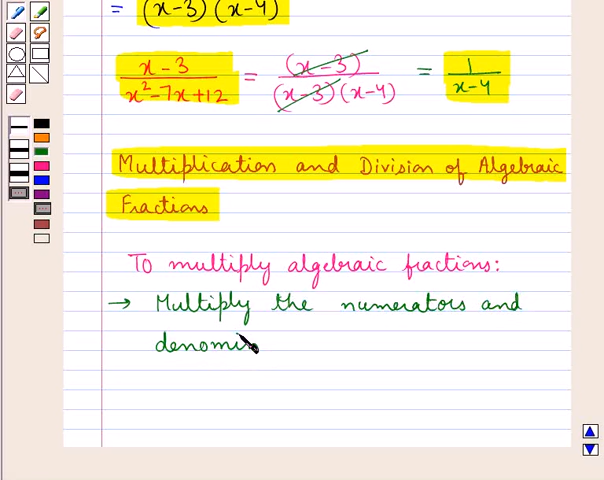 = (x-3) (x-4)
x-3 / x²-7x+12 = (x-3) / (x-3)(x-4) = 1 / x-4
Multiplication and Division of Algebraic
Fractions
To multiply algebraic fractions:
→ Multiply the numerators and
denomi